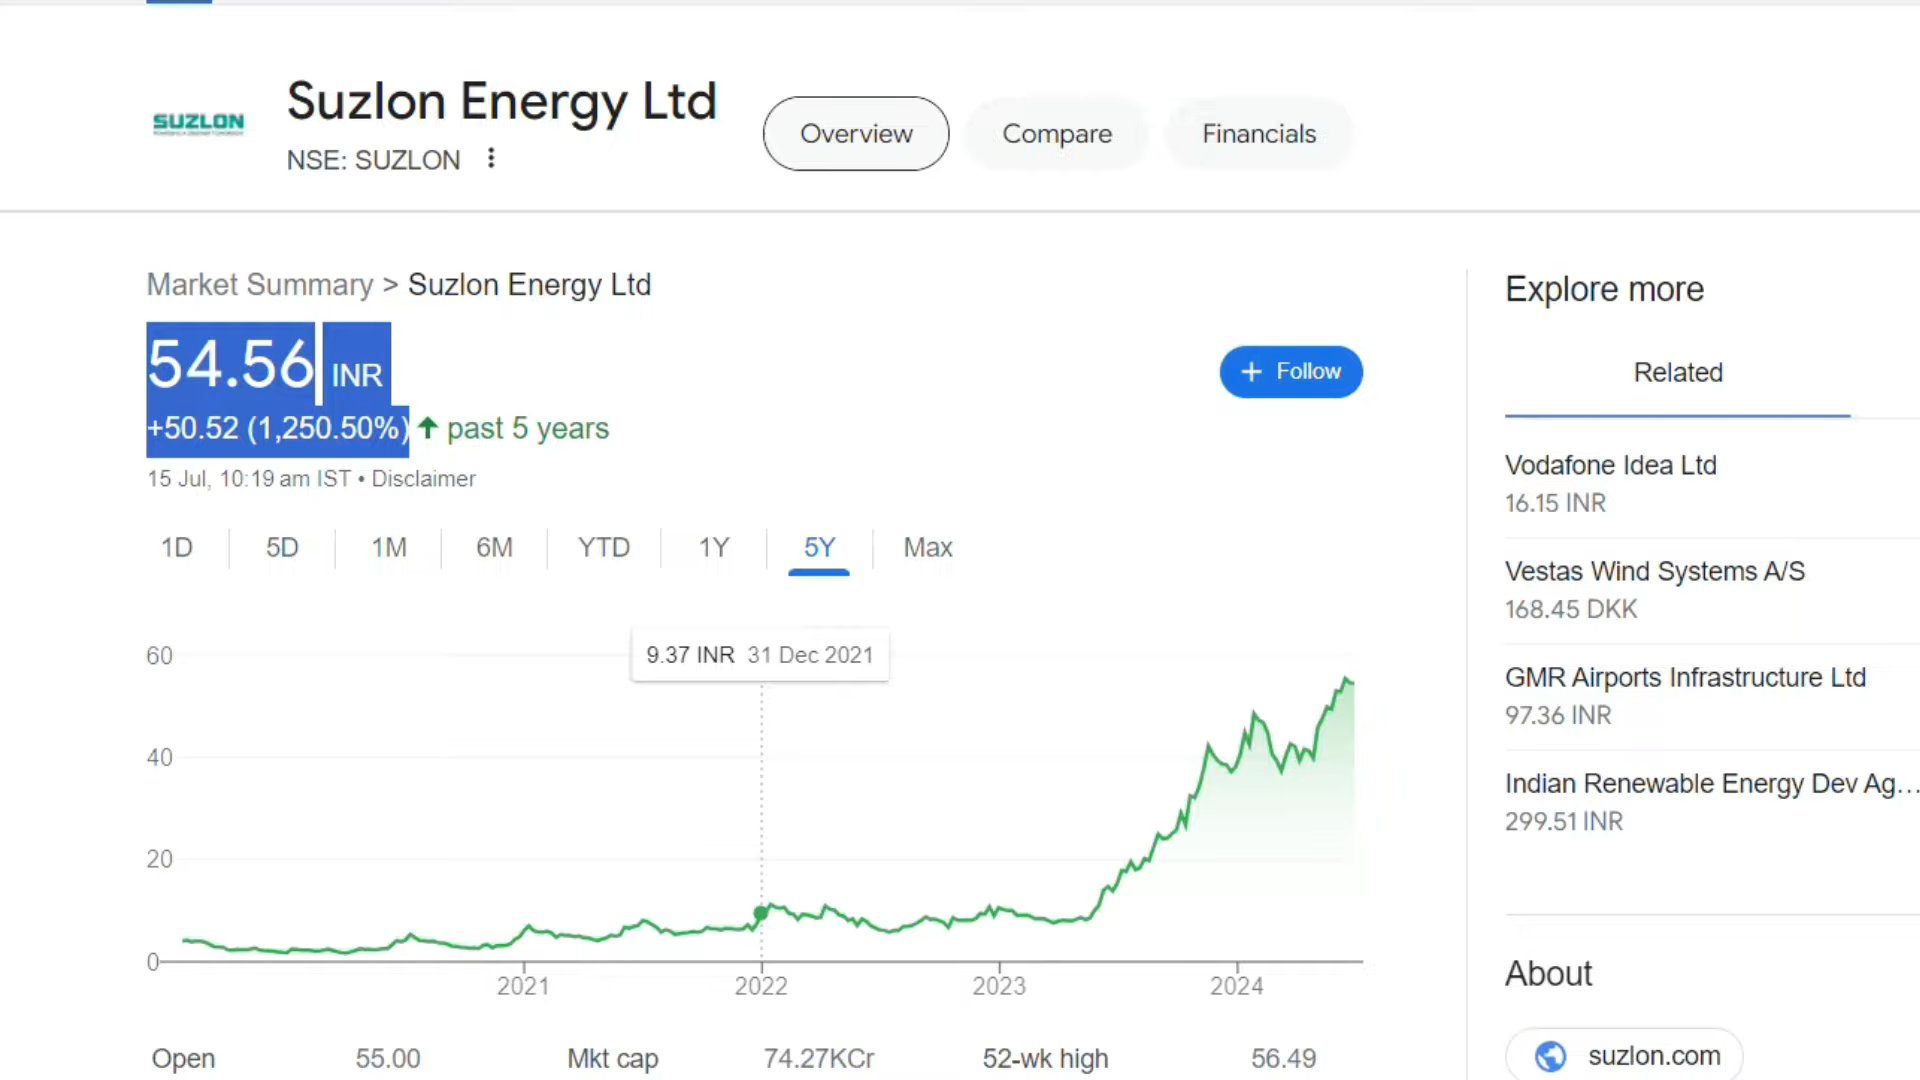 SUZLON
Suzlon Energy Ltd
NSE: SUZLON
Overview
Compare
Financials
Market Summary > Suzlon Energy Ltd
54.56 INR
+50.52 (1,250.50%) past 5 years
15 Jul, 10:19 am IST • Disclaimer
+ Follow
1D 5D 1M 6M YTD 1Y 5Y Max
9.37 INR 31 Dec 2021
60
40
20
0
2021 2022 2023 2024
Open 55.00 Mkt cap 74.27KCr 52-wk high 56.49
Explore more
Related
Vodafone Idea Ltd
16.15 INR
Vestas Wind Systems A/S
168.45 DKK
GMR Airports Infrastructure Ltd
97.36 INR
Indian Renewable Energy Dev Ag...
299.51 INR
About
suzlon.com